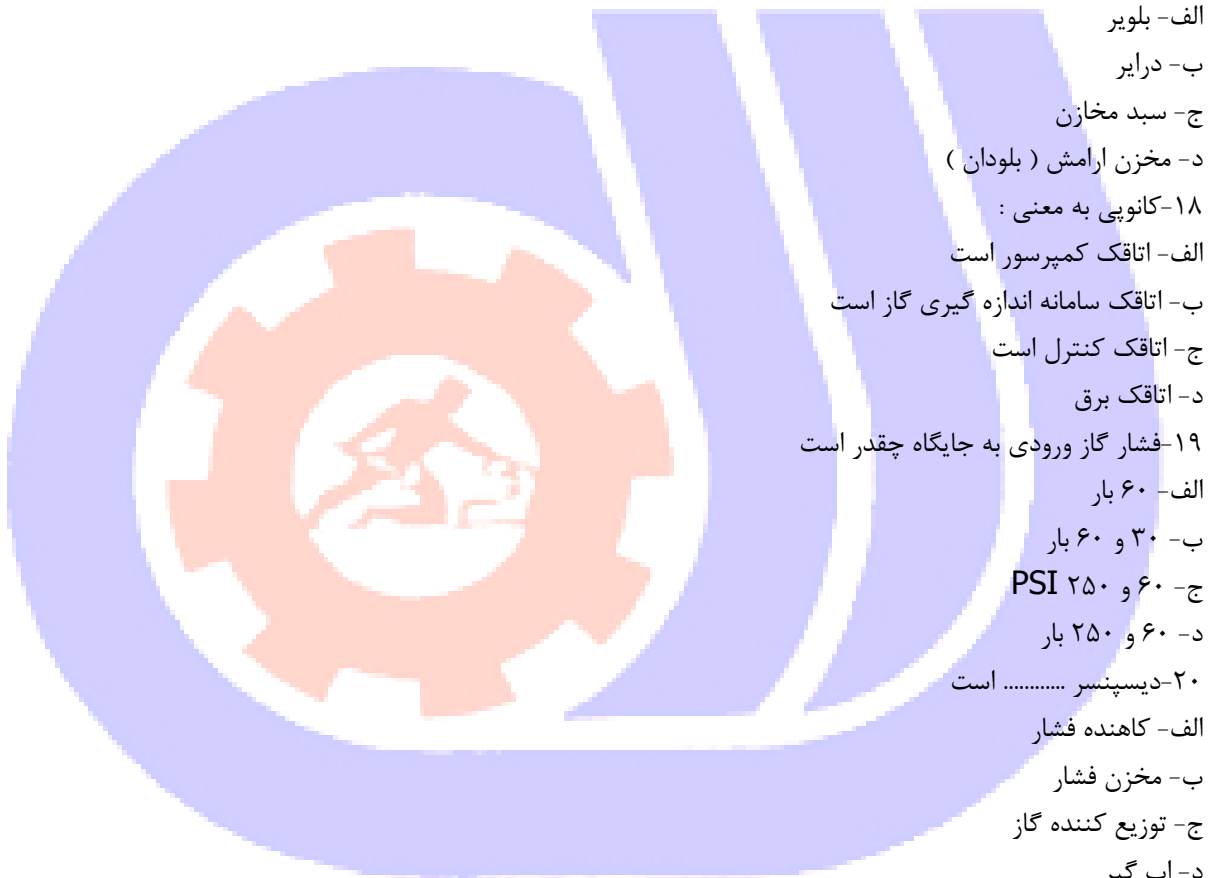 الف- بلویر
ب- درایر
ج- سبد مخازن
د- مخزن ارامش ( بلودان )
۱۸-کانوپی به معنی :
الف- اتاقک کمپرسور است
ب- اتاقک سامانه اندازه گیری گاز است
ج- اتاقک کنترل است
د- اتاقک برق
۱۹-فشار گاز ورودی به جایگاه چقدر است
الف- ۶۰ بار
ب- ۳۰ و ۶۰ بار
ج- ۶۰ و ۲۵۰ PSI
د- ۶۰ و ۲۵۰ بار
۲۰-دیسپنسر ............ است
الف- کاهنده فشار
ب- مخزن فشار
ج- توزیع کننده گاز
د- اب گیر